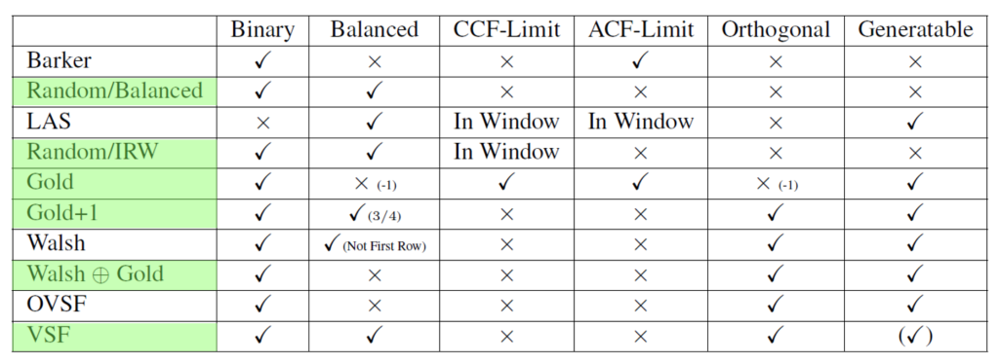 Binary Balanced CCF-Limit ACF-Limit Orthogonal Generatable
Barker ✓ × × ✓ × ×
Random/Balanced ✓ ✓ × × × ×
LAS × ✓ In Window In Window × ✓
Random/IRW ✓ ✓ In Window × × ×
Gold ✓ × (-1) ✓ ✓ × (-1) ✓
Gold+1 ✓ ✓ (3/4) × × ✓ ✓
Walsh ✓ ✓ (Not First Row) × × ✓ ✓
Walsh ⊕ Gold ✓ × × × ✓ ✓
OVSF ✓ × × × ✓ ✓
VSF ✓ ✓ × × ✓ (✓)